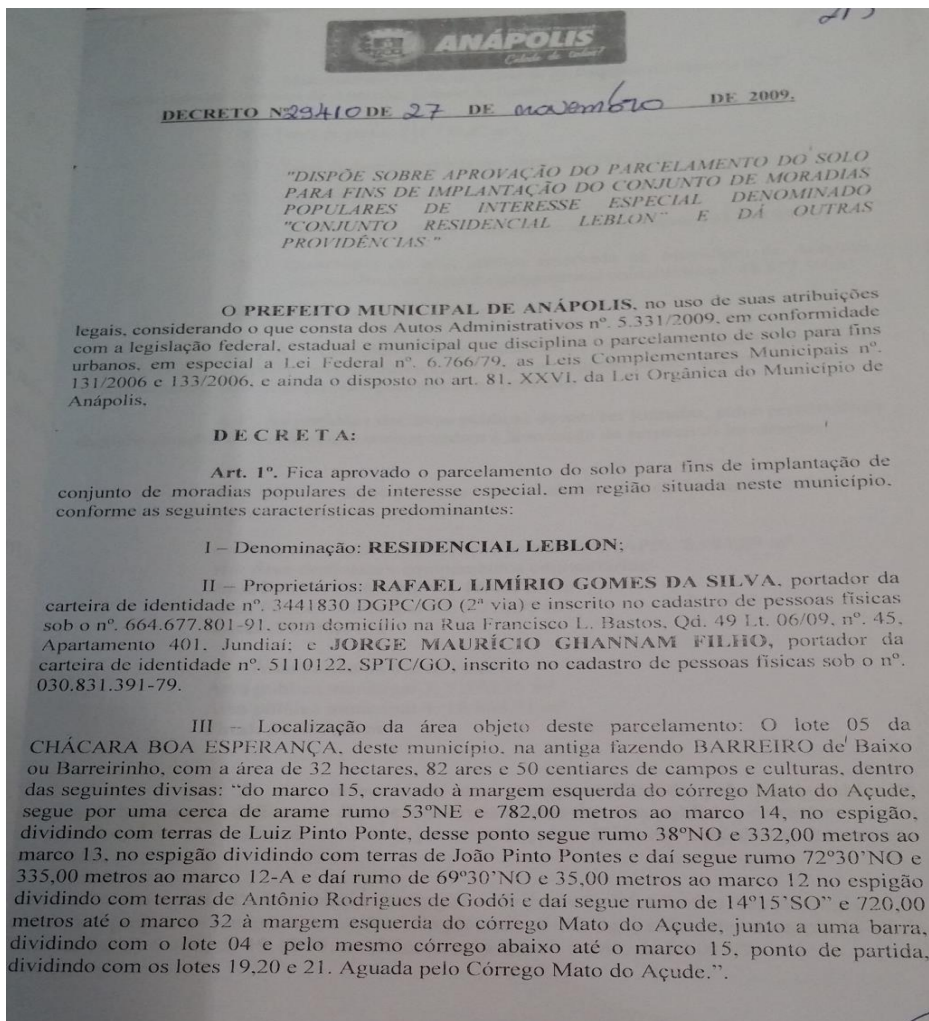 ANÁPOLIS
DECRETO Nº 29410 DE 27 DE novembro DE 2009.
"DISPÕE SOBRE APROVAÇÃO DO PARCELAMENTO DO SOLO
PARA FINS DE IMPLANTAÇÃO DO CONJUNTO DE MORADIAS
POPULARES DE INTERESSE ESPECIAL DENOMINADO
"CONJUNTO RESIDENCIAL LEBLON" E DÁ OUTRAS
PROVIDÊNCIAS "
O PREFEITO MUNICIPAL DE ANÁPOLIS, no uso de suas atribuições
legais, considerando o que consta dos Autos Administrativos nº. 5.331/2009, em conformidade
com a legislação federal, estadual e municipal que disciplina o parcelamento de solo para fins
urbanos, em especial a Lei Federal nº. 6.766/79, as Leis Complementares Municipais nº.
131/2006 e 133/2006, e ainda o disposto no art. 81, XXVI, da Lei Orgânica do Município de
Anápolis,
D E C R E T A:
Art. 1º. Fica aprovado o parcelamento do solo para fins de implantação de
conjunto de moradias populares de interesse especial, em região situada neste município,
conforme as seguintes características predominantes:
I – Denominação: RESIDENCIAL LEBLON;
II – Proprietários: RAFAEL LIMÍRIO GOMES DA SILVA, portador da
carteira de identidade nº. 3441830 DGPC/GO (2ª via) e inscrito no cadastro de pessoas físicas
sob o nº. 664.677.801-91, com domicílio na Rua Francisco L. Bastos, Qd. 49 Lt. 06/09, nº. 45,
Apartamento 401, Jundiaí; e JORGE MAURÍCIO GHANNAM FILHO, portador da
carteira de identidade nº. 5110122, SPTC/GO, inscrito no cadastro de pessoas físicas sob o nº.
030.831.391-79.
III – Localização da área objeto deste parcelamento: O lote 05 da
CHÁCARA BOA ESPERANÇA, deste município, na antiga fazendo BARREIRO de Baixo
ou Barreirinho, com a área de 32 hectares, 82 ares e 50 centiares de campos e culturas, dentro
das seguintes divisas: "do marco 15, cravado à margem esquerda do córrego Mato do Açude,
segue por uma cerca de arame rumo 53ºNE e 782,00 metros ao marco 14, no espigão,
dividindo com terras de Luiz Pinto Ponte, desse ponto segue rumo 38ºNO e 332,00 metros ao
marco 13, no espigão dividindo com terras de João Pinto Pontes e daí segue rumo 72º30'NO e
335,00 metros ao marco 12-A e daí rumo de 69º30'NO e 35,00 metros ao marco 12 no espigão
dividindo com terras de Antônio Rodrigues de Godói e daí segue rumo de 14º15'SO" e 720,00
metros até o marco 32 à margem esquerda do córrego Mato do Açude, junto a uma barra,
dividindo com o lote 04 e pelo mesmo córrego abaixo até o marco 15, ponto de partida,
dividindo com os lotes 19,20 e 21. Aguada pelo Córrego Mato do Açude.".